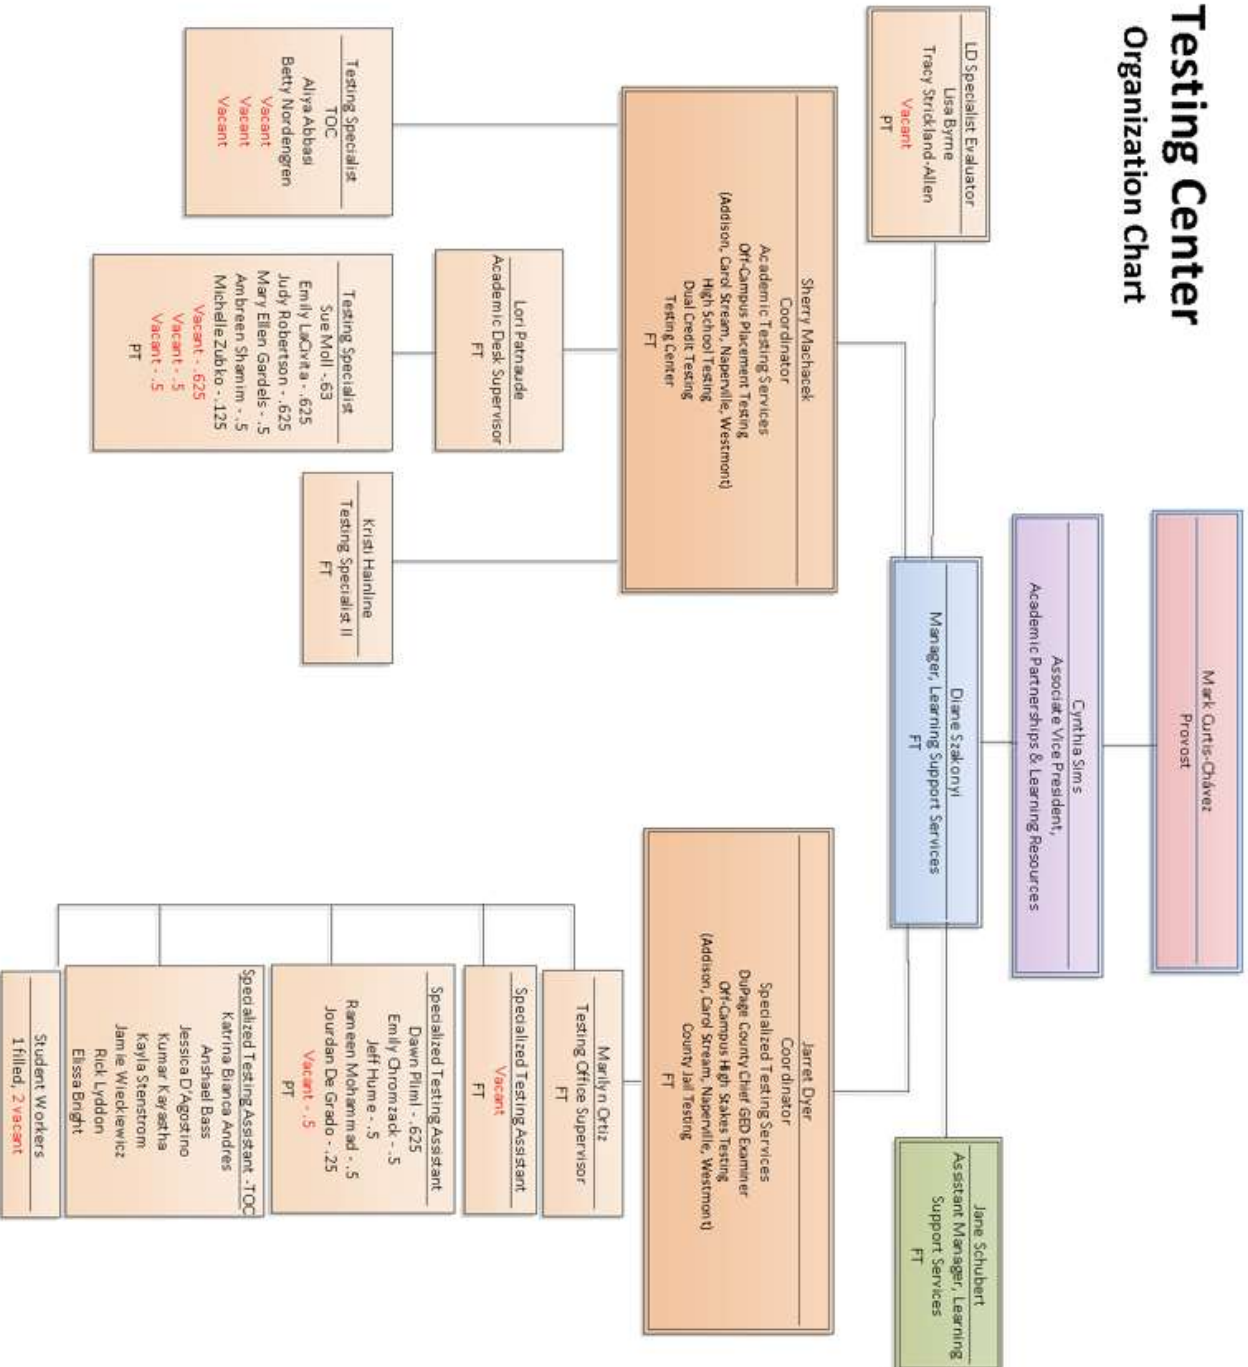 Testing Center
Organization Chart
Mark Curtis-Chávez
Provost
Cynthia Sims
Associate Vice President,
Academic Partnerships & Learning Resources
Diane Szakonyi
Manager, Learning Support Services
FT
LD Specialist Evaluator
Lisa Byrne
Tracy Strickland-Allen
Vacant
PT
Jane Schubert
Assistant Manager, Learning
Support Services
FT
Sherry Machacek
Coordinator
Academic Testing Services
Off-Campus Placement Testing
(Addison, Carol Stream, Naperville, Westmont)
High School Testing
Dual Credit Testing
Testing Center
FT
Jarret Dyer
Coordinator
Specialized Testing Services
DuPage County Chief GED Examiner
Off-Campus High Stakes Testing
(Addison, Carol Stream, Naperville, Westmont)
County Jail Testing
FT
Testing Specialist
TOC
Aliya Abbasi
Betty Nordengren
Vacant
Vacant
Vacant
Lori Patnaude
Academic Desk Supervisor
FT
Testing Specialist
Sue Moll -.63
Emily LaCivita - .625
Judy Robertson - .625
Mary Ellen Gardels - .5
Ambreen Shamim - .5
Michelle Zubko - .125
Vacant - .625
Vacant - .5
Vacant - .5
PT
Kristi Hainline
Testing Specialist II
FT
Marilyn Ortiz
Testing Office Supervisor
FT
Specialized Testing Assistant
Vacant
FT
Specialized Testing Assistant
Dawn Pliml - .625
Emily Chromzack - .5
Jeff Hume - .5
Rameen Mohammad - .5
Jourdan De Grado - .25
Vacant - .5
PT
Specialized Testing Assistant -TOC
Katrina Bianca Andres
Anshael Bass
Jessica D'Agostino
Kumar Kayastha
Kayla Stenstrom
Jamie Wieckiewicz
Rick Lyddon
Elissa Bright
Student Workers
1 filled, 2 vacant